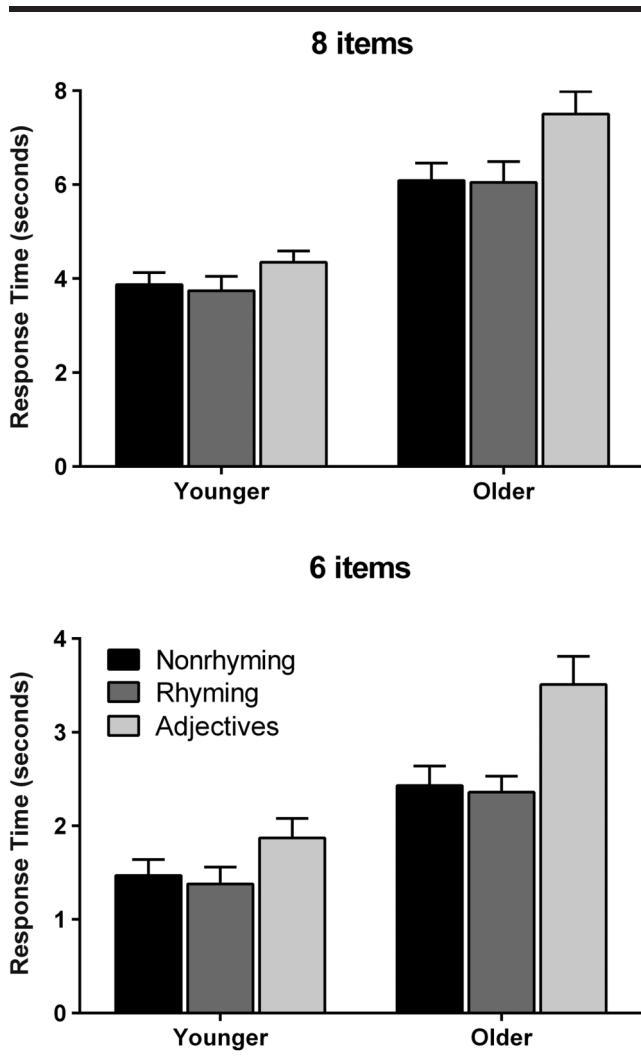 8 items
Response Time (seconds)
8
6
4
2
0
Younger
Older
6 items
Response Time (seconds)
4
3
2
1
0
Nonrhyming
Rhyming
Adjectives
Younger
Older